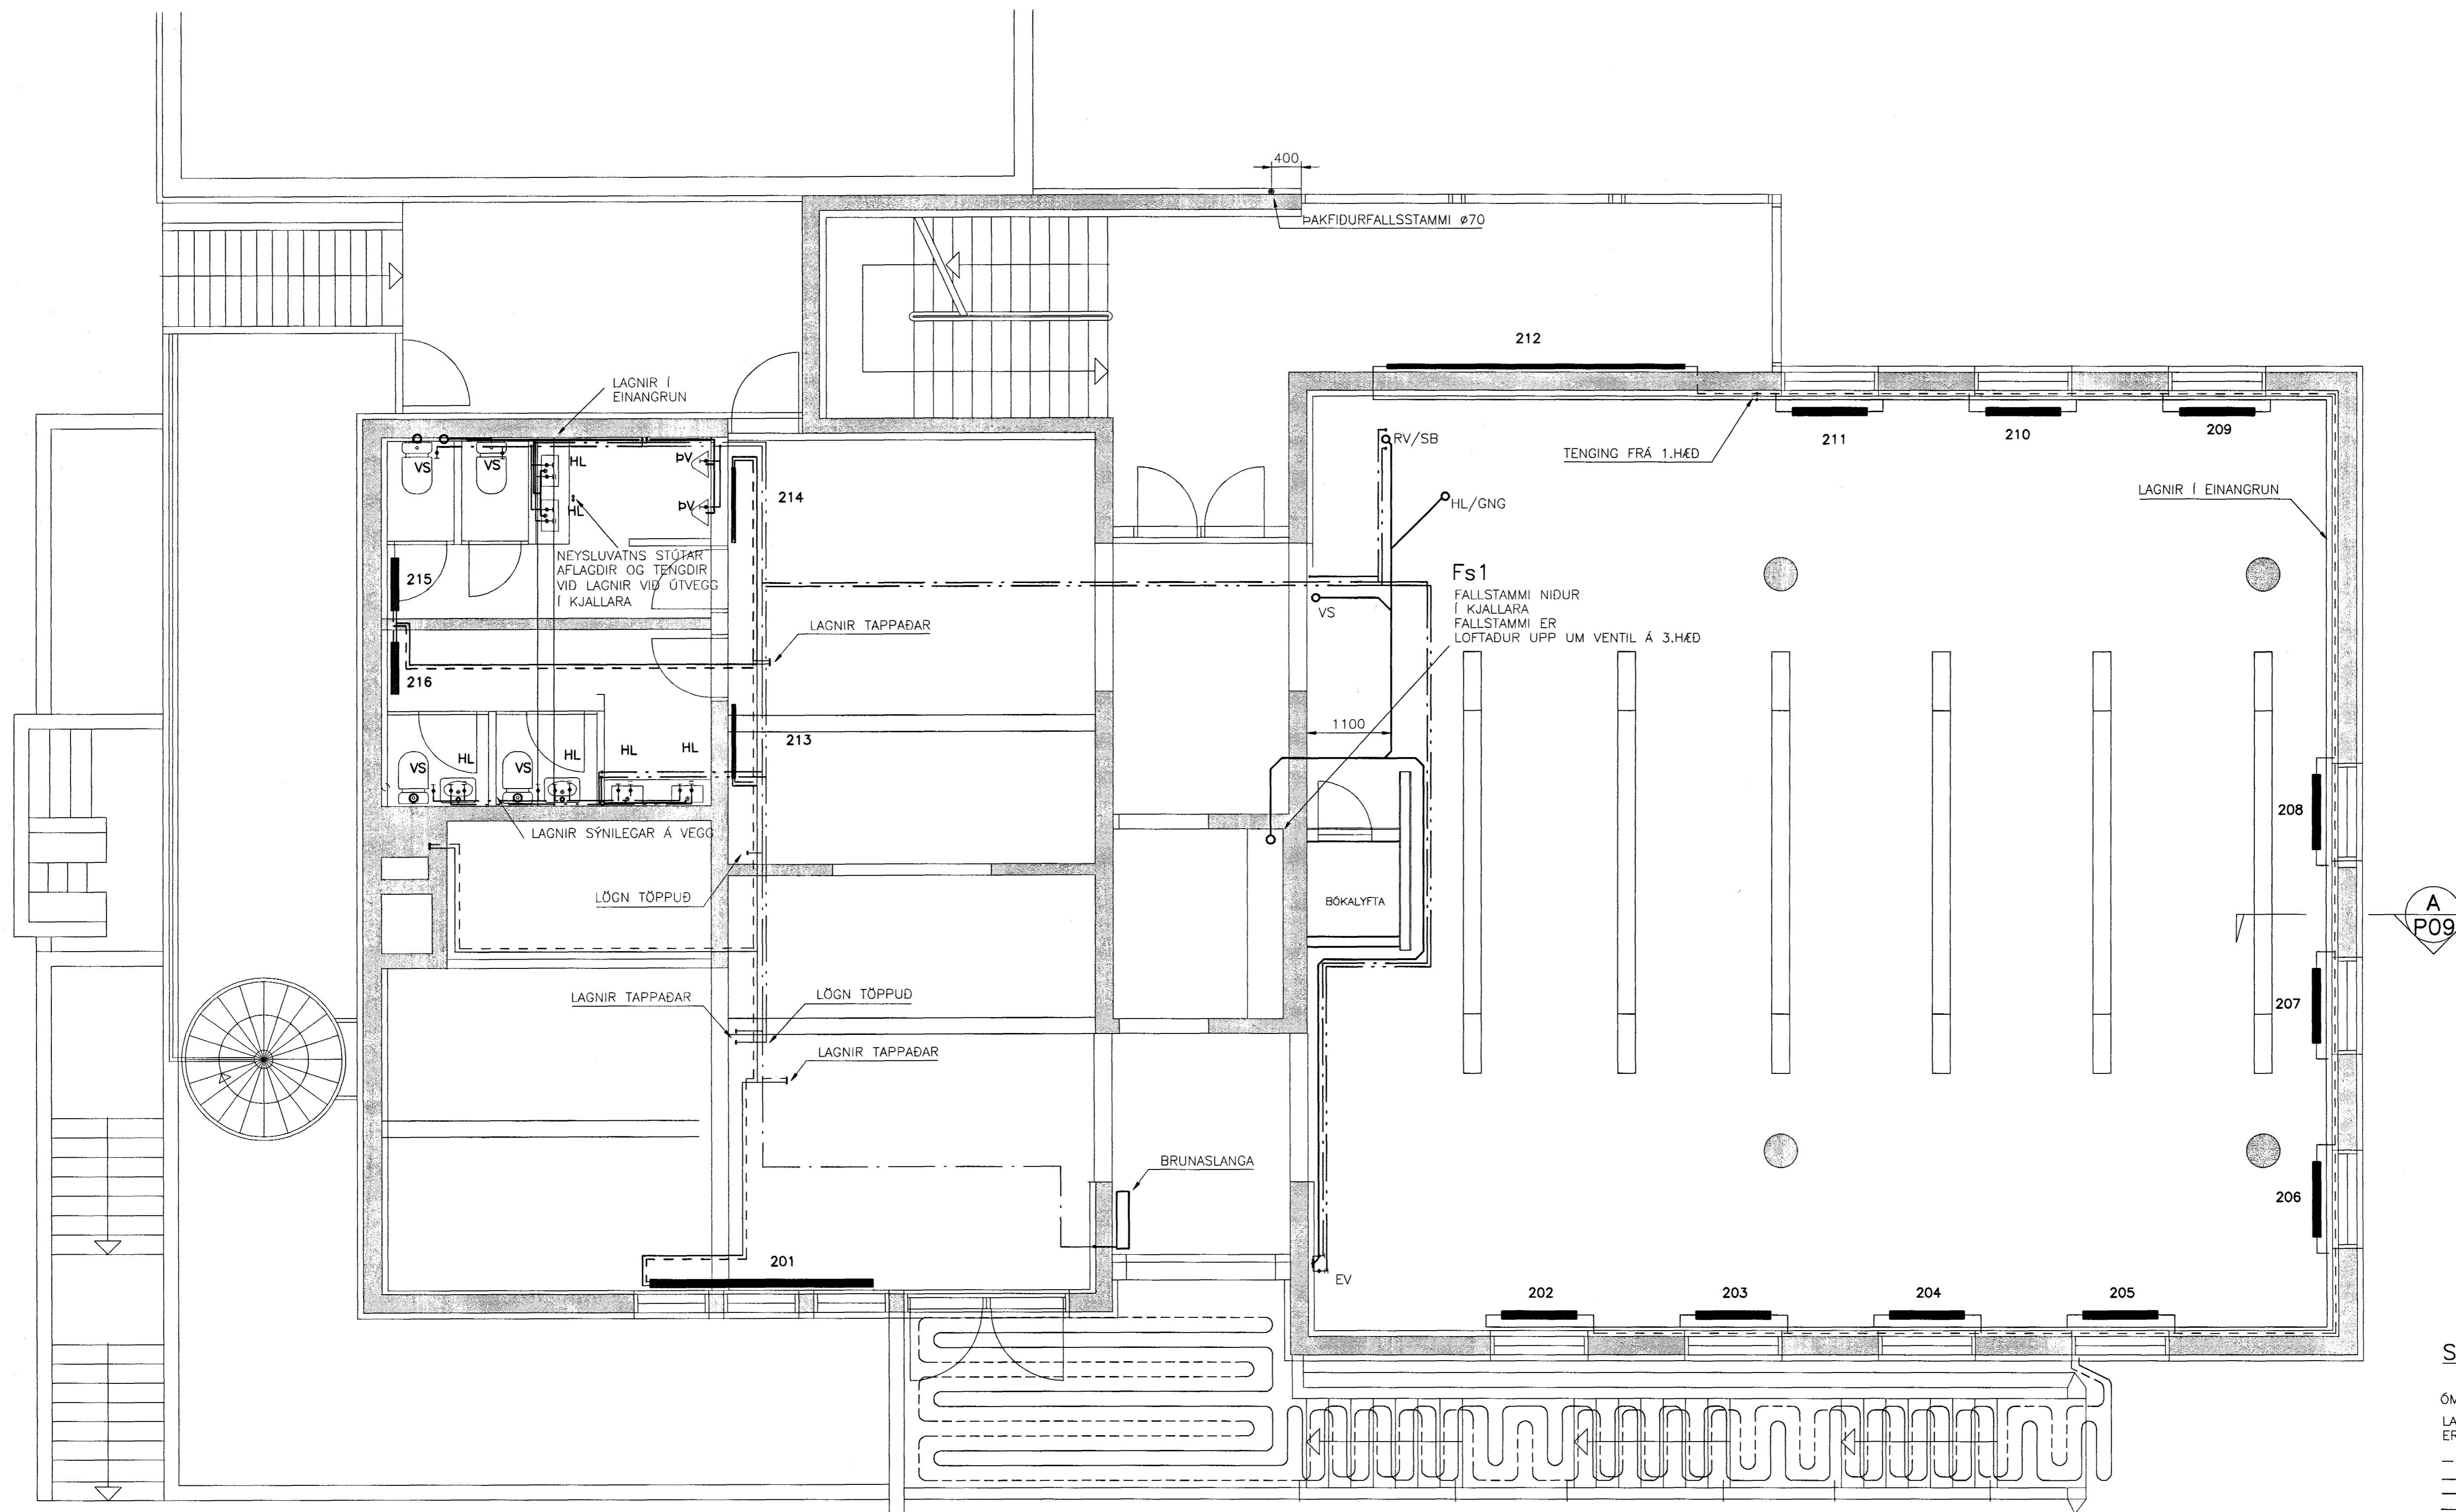 400
ÞAKFIÐURFALLSSTAMMI ø70
212
LAGNIR Í
EINANGRUN
211
210
209
RV/SB
TENGING FRÁ 1.HÆÐ
VS
VS
HL
ÞV
214
HL/GNG
LAGNIR Í EINANGRUN
HL
ÞV
NEYSLUVATNS STÚTAR
AFLAGÐIR OG TENGDIR
VIÐ LAGNIR VIÐ ÚTVEGG
Í KJALLARA
215
Fs1
FALLSTAMMI NIÐUR
Í KJALLARA
FALLSTAMMI ER
LOFTAÐUR UPP UM VENTIL Á 3.HÆÐ
VS
LAGNIR TAPPAÐAR
216
1100
213
VS
HL
VS
HL
HL
HL
208
LAGNIR SÝNILEGAR Á VEGG
LÖGN TÖPPUÐ
BÓKALYFTA
A
P09
LAGNIR TAPPAÐAR
LÖGN TÖPPUÐ
207
LAGNIR TAPPAÐAR
BRUNASLANGA
206
201
EV
202
203
204
205
S
ÓM
LA
ER